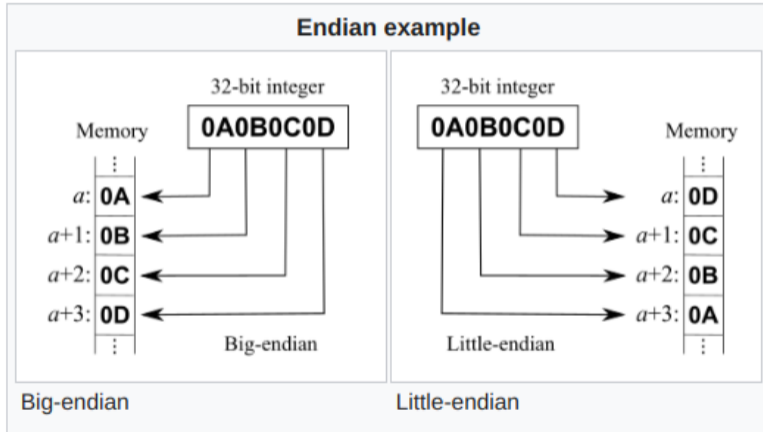 Endian example
32-bit integer
0A0B0C0D
Memory
⋮
a: 0A
a+1: 0B
a+2: 0C
a+3: 0D
⋮
Big-endian
32-bit integer
0A0B0C0D
Memory
⋮
a: 0D
a+1: 0C
a+2: 0B
a+3: 0A
⋮
Little-endian
Big-endian
Little-endian